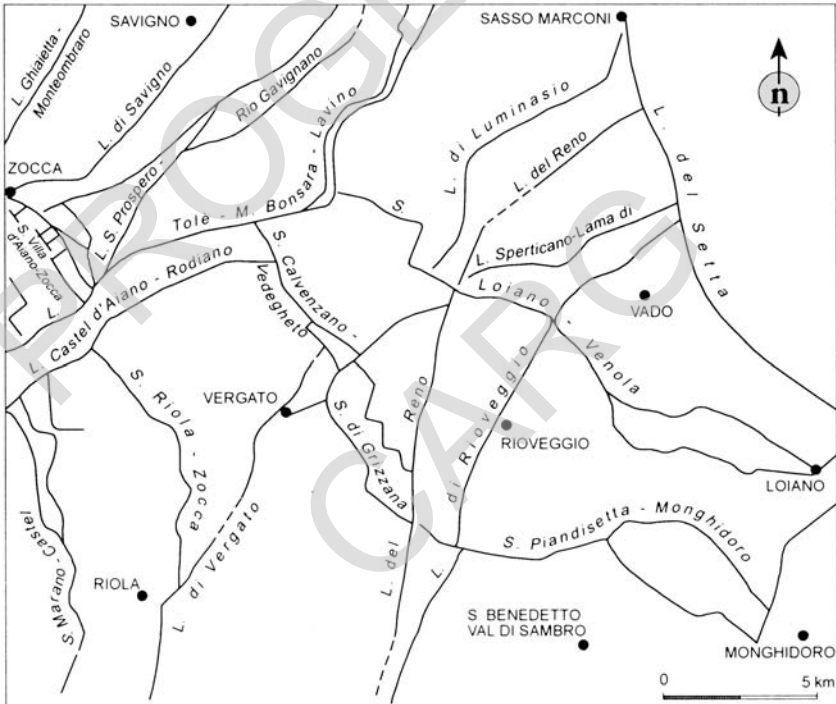 SAVIGNO
SASSO MARCONI
L. Ghiaietta -
Monteombraro
L. di Savigno
Rio Gavignano
n
ZOCCA
L. S. Prospero -
Tolè - M. Bonsara - Lavino
L. di Luminasio
L. del Reno
L. del Setta
S. Villa
d'Aiano-Zocca
L.
L. Castel d'Aiano - Rodiano
S. Calvenzano -
Vedegheto
S.
Loiano - Venola
L. Sperticano-Lama di
VADO
VERGATO
S. Riola - Zocca
S. di Grizzana
L. del Reno
L. di Rioveggio
RIOVEGGIO
LOIANO
S. Marano - Castel
RIOLA
L. di Vergato
S. Piandisetta - Monghidoro
S BENEDETTO
VAL DI SAMBRO
MONGHIDORO
0 5 km
PROGETTO
CARG